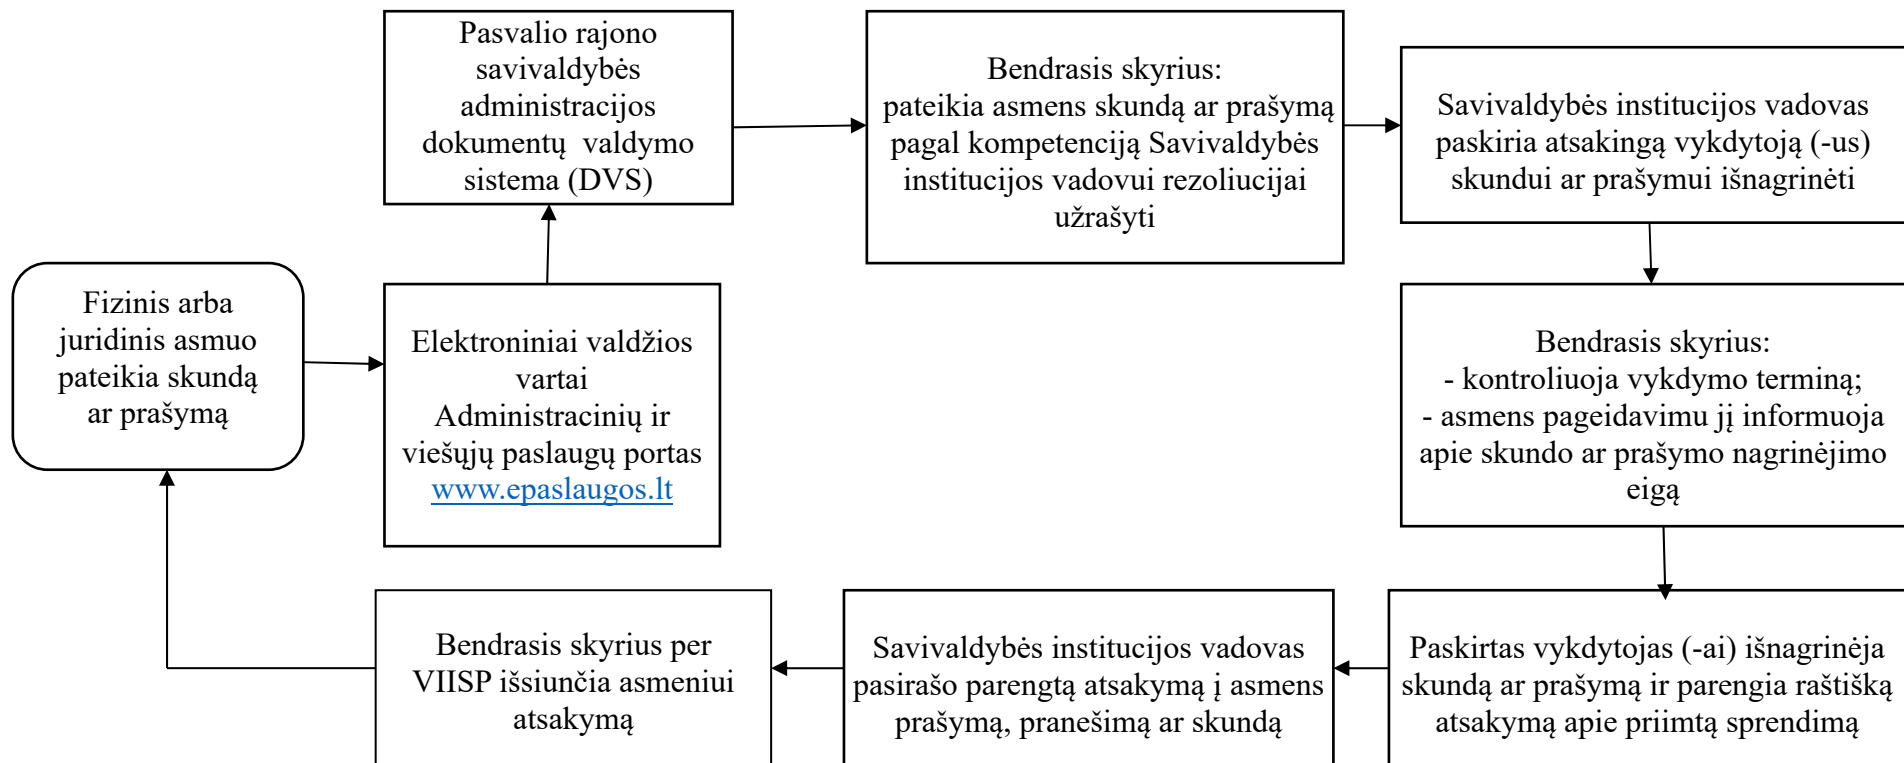 Fizinis arba
juridinis asmuo
pateikia skundą
ar prašymą
Elektroniniai valdžios
vartai
Administracinių ir
viešųjų paslaugų portas
www.epaslaugos.lt
Pasvalio rajono
savivaldybės
administracijos
dokumentų valdymo
sistema (DVS)
Bendrasis skyrius:
pateikia asmens skundą ar prašymą
pagal kompetenciją Savivaldybės
institucijos vadovui rezoliucijai
užrašyti
Savivaldybės institucijos vadovas
paskiria atsakingą vykdytoją (-us)
skundui ar prašymui išnagrinėti
Bendrasis skyrius:
- kontroliuoja vykdymo terminą;
- asmens pageidavimu jį informuoja
apie skundo ar prašymo nagrinėjimo
eigą
Paskirtas vykdytojas (-ai) išnagrinėja
skundą ar prašymą ir parengia raštišką
atsakymą apie priimtą sprendimą
Savivaldybės institucijos vadovas
pasirašo parengtą atsakymą į asmens
prašymą, pranešimą ar skundą
Bendrasis skyrius per
VIISP išsiunčia asmeniui
atsakymą